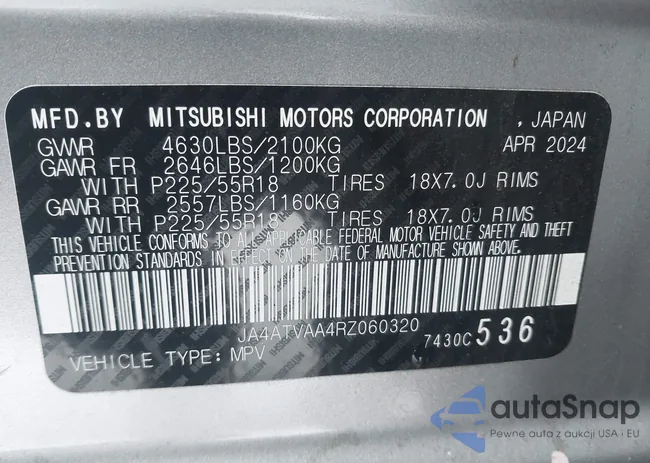 MFD.BY MITSUBISHI MOTORS CORPORATION , JAPAN
GVWR 4630LBS/2100KG APR 2024
GAWR FR 2646LBS/1200KG
WITH P225/55R18 TIRES 18X7.0J RIMS
GAWR RR 2557LBS/1160KG
WITH P225/55R18 TIRES 18X7.0J RIMS
THIS VEHICLE CONFORMS TO ALL APPLICABLE FEDERAL MOTOR VEHICLE SAFETY AND THEFT
PREVENTION STANDARDS IN EFFECT ON THE DATE OF MANUFACTURE SHOWN ABOVE.
JA4ATVAA4RZ060320
7430C 536
VEHICLE TYPE: MPV
autaSnap
Pewne auta z aukcji USA i EU